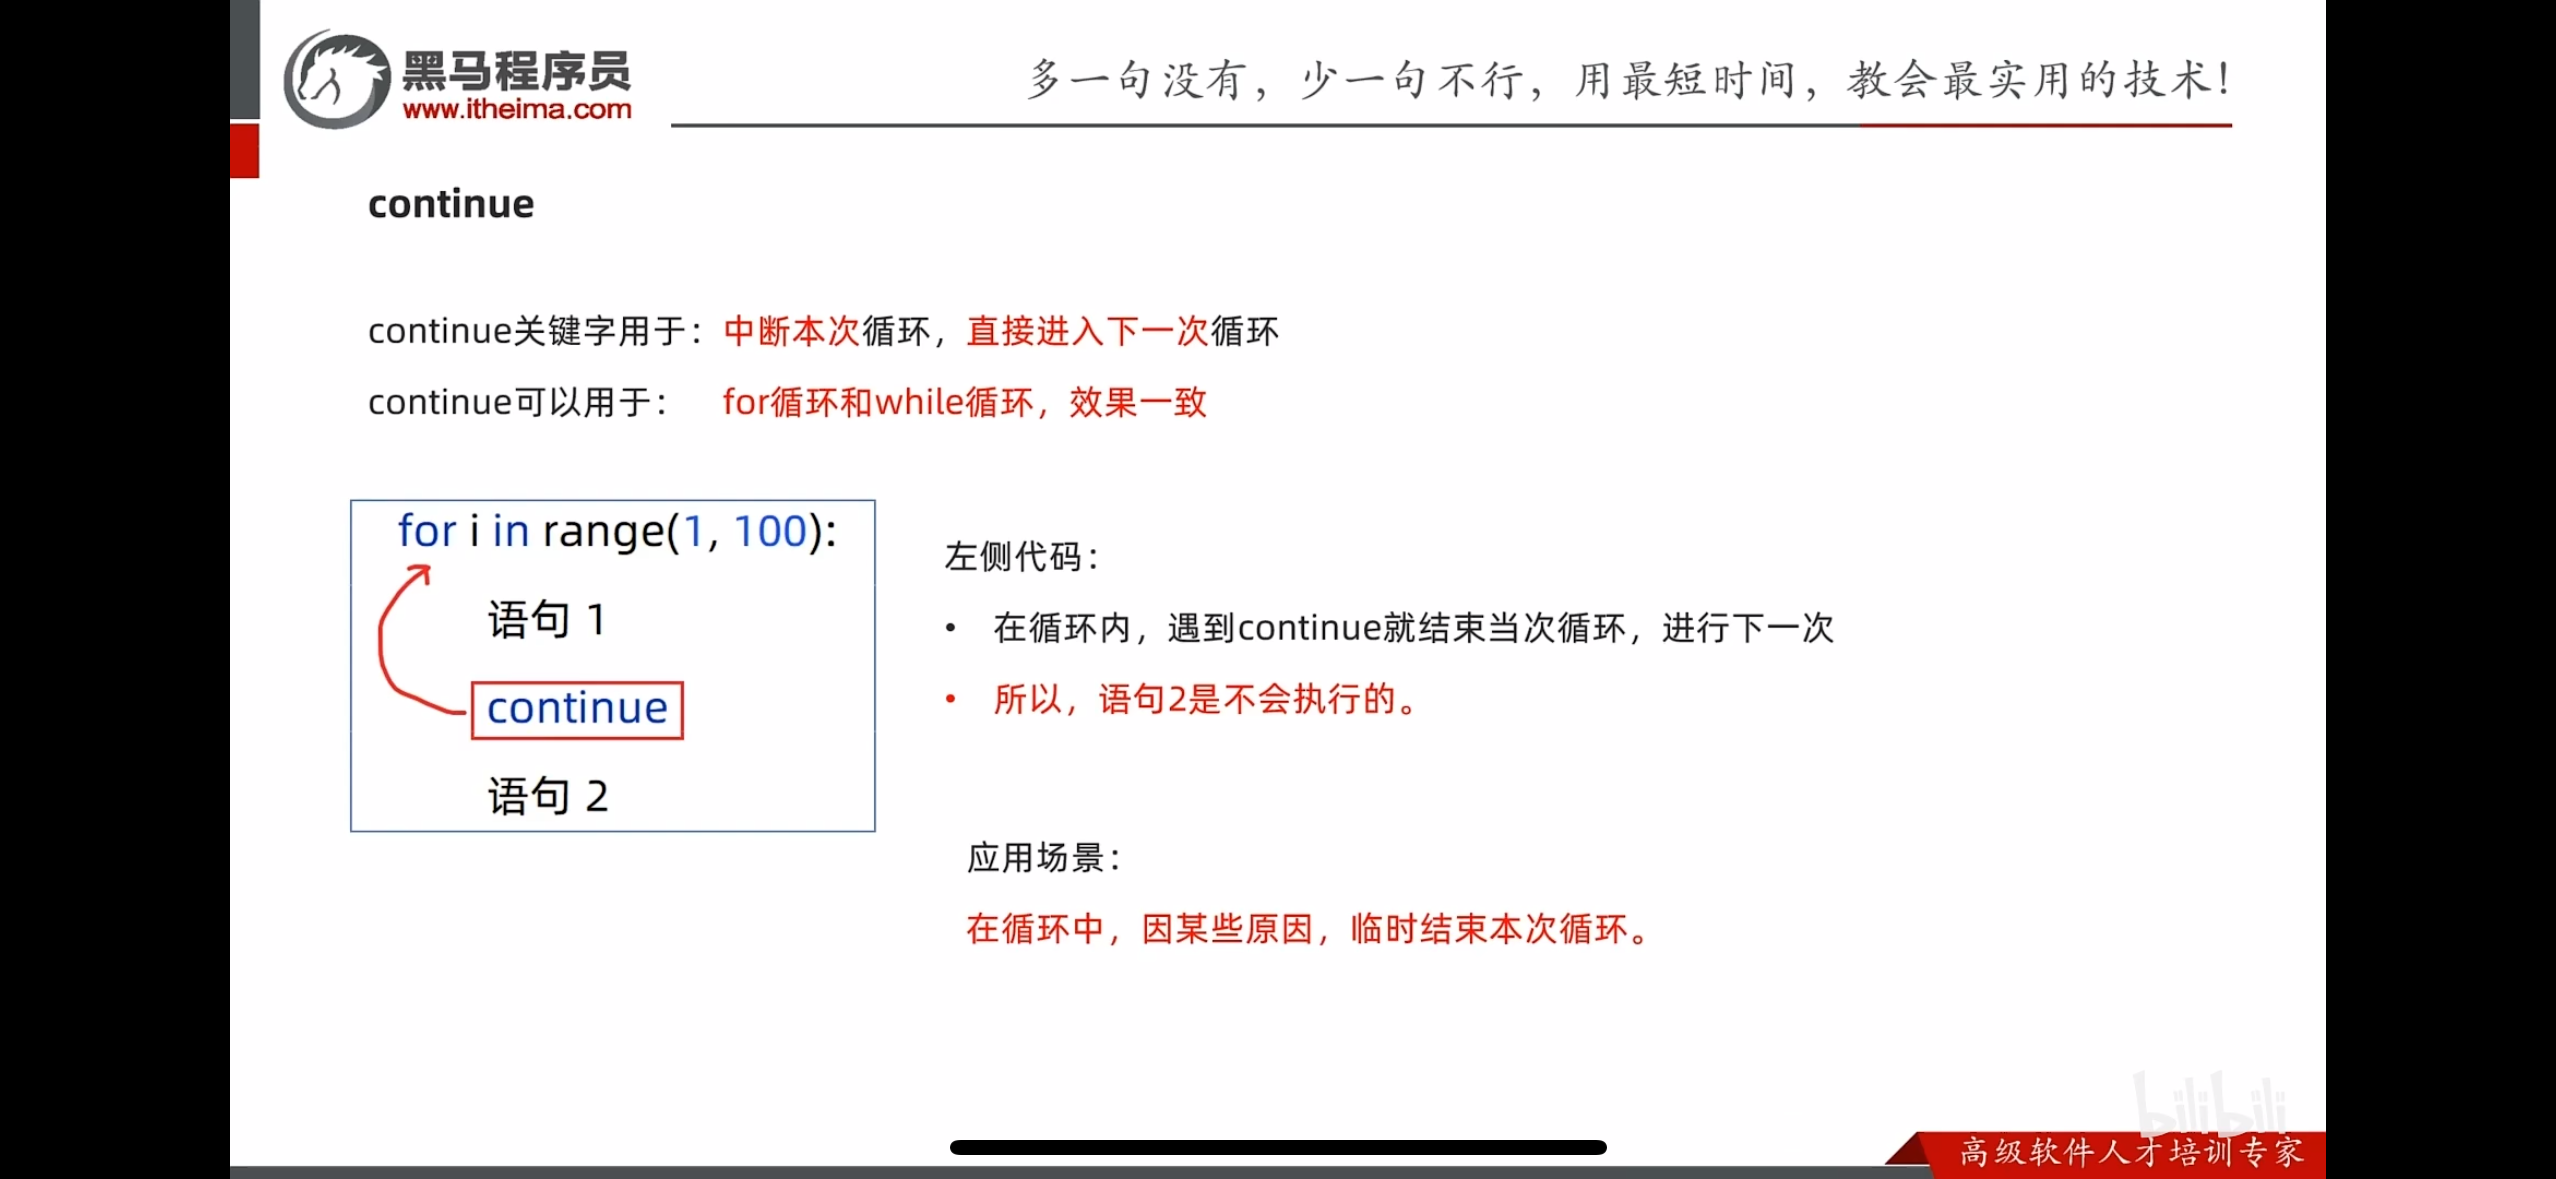 黑马程序员
www.itheima.com
多一句没有，少一句不行，用最短时间，教会最实用的技术！
continue
continue关键字用于：中断本次循环，直接进入下一次循环
continue可以用于： for循环和while循环，效果一致
for i in range(1, 100):
语句 1
continue
语句 2
左侧代码：
• 在循环内，遇到continue就结束当次循环，进行下一次
• 所以，语句2是不会执行的。
应用场景：
在循环中，因某些原因，临时结束本次循环。
bilibili
高级软件人才培训专家